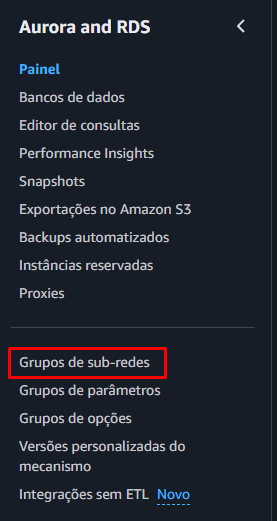 Aurora and RDS
Painel
Bancos de dados
Editor de consultas
Performance Insights
Snapshots
Exportações no Amazon S3
Backups automatizados
Instâncias reservadas
Proxies
Grupos de sub-redes
Grupos de parâmetros
Grupos de opções
Versões personalizadas do
mecanismo
Integrações sem ETL Novo